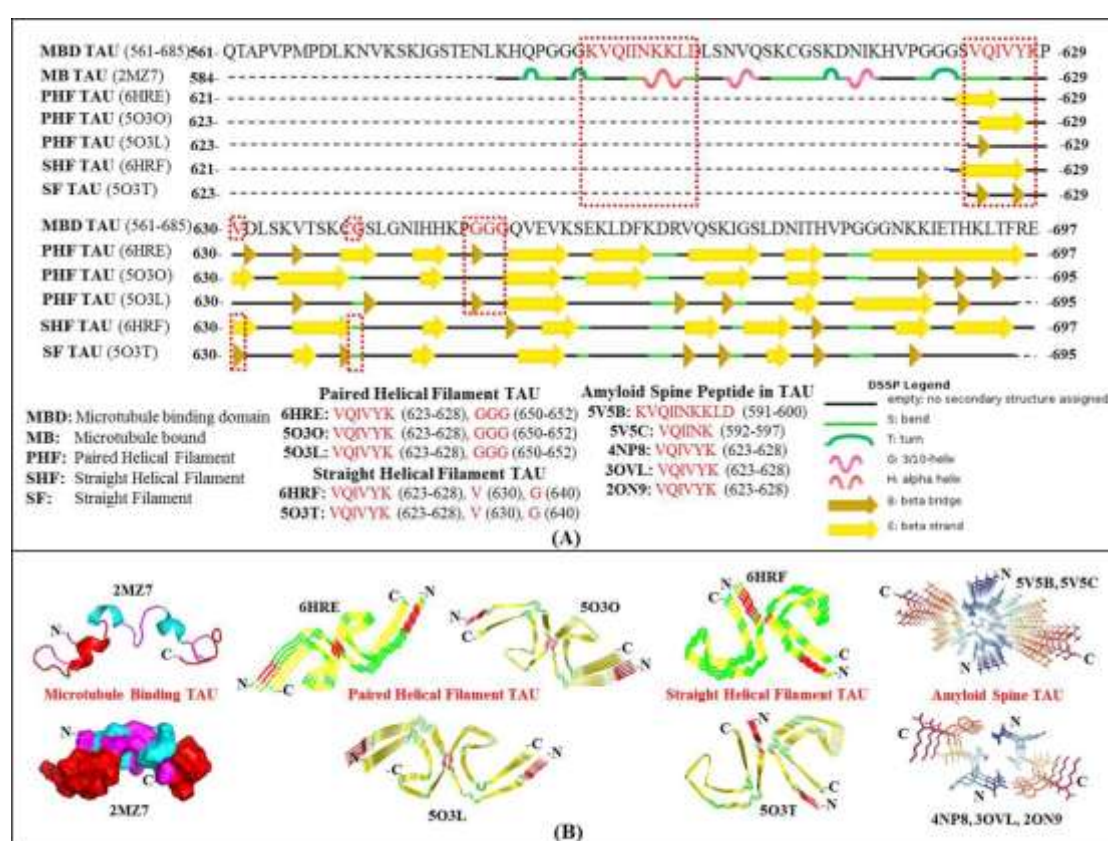 MBD TAU (561-685) 561- QTAPVPMPDLKNVKSKIGSTENLKHQPGGGKVQIINKKLDLSNVQSKCGSKDNIKHVPGGGSVQIVYKP -629
MB TAU (2MZ7) 584- -629
PHF TAU (6HRE) 621- -629
PHF TAU (5O3O) 623- -629
PHF TAU (5O3L) 623- -629
SHF TAU (6HRF) 621- -629
SF TAU (5O3T) 623- -629
MBD TAU (561-685) 630- VDLSKVTSKCGSLGNIHHKPGGGQVEVKSEKLDFKDRVQSKIGSLDNITHVPGGGNKKIETHKLTFRE -697
PHF TAU (6HRE) 630- -697
PHF TAU (5O3O) 630- -695
PHF TAU (5O3L) 630- -695
SHF TAU (6HRF) 630- -697
SF TAU (5O3T) 630- -695
MBD: Microtubule binding domain
MB: Microtubule bound
PHF: Paired Helical Filament
SHF: Straight Helical Filament
SF: Straight Filament
Paired Helical Filament TAU
6HRE: VQIVYK (623-628), GGG (650-652)
5O3O: VQIVYK (623-628), GGG (650-652)
5O3L: VQIVYK (623-628), GGG (650-652)
Straight Helical Filament TAU
6HRF: VQIVYK (623-628), V (630), G (640)
5O3T: VQIVYK (623-628), V (630), G (640)
Amyloid Spine Peptide in TAU
5V5B: KVQIINKKLD (591-600)
5V5C: VQIINK (592-597)
4NP8: VQIVYK (623-628)
3OVL: VQIVYK (623-628)
2ON9: VQIVYK (623-628)
DSSP Legend
empty: no secondary structure assigned
S: bend
T: turn
G: 3/10-helix
H: alpha helix
B: beta bridge
E: beta strand
(A)
2MZ7
N
C
6HRE
N
C
C
N
5O3O
N
C
C
N
6HRF
C
N
C
N
5V5B, 5V5C
N
C
C
N
Microtubule Binding TAU
Paired Helical Filament TAU
Straight Helical Filament TAU
Amyloid Spine TAU
N
C
2MZ7
N
C
C
N
5O3L
C
N
C
N
5O3T
C
N
N
C
4NP8, 3OVL, 2ON9
(B)